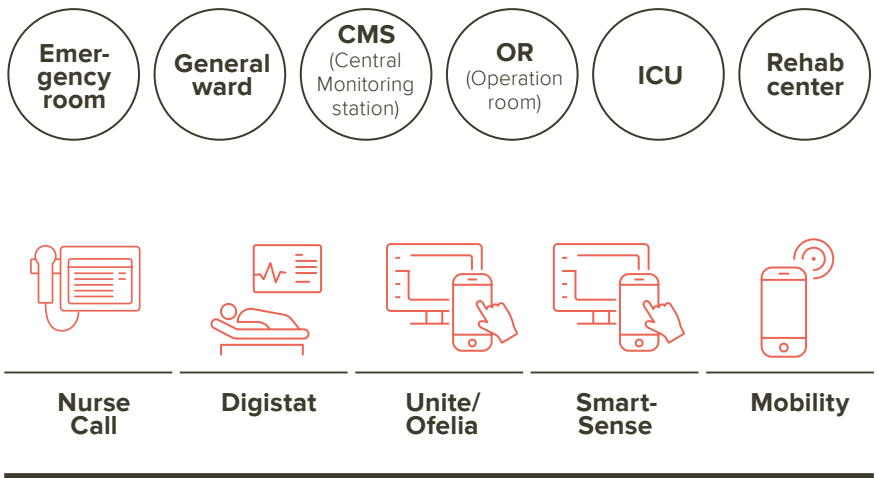 Emer-
gency
room
General
ward
CMS
(Central
Monitoring
station)
OR
(Operation
room)
ICU
Rehab
center
Nurse
Call
Digistat
Unite/
Ofelia
Smart-
Sense
Mobility